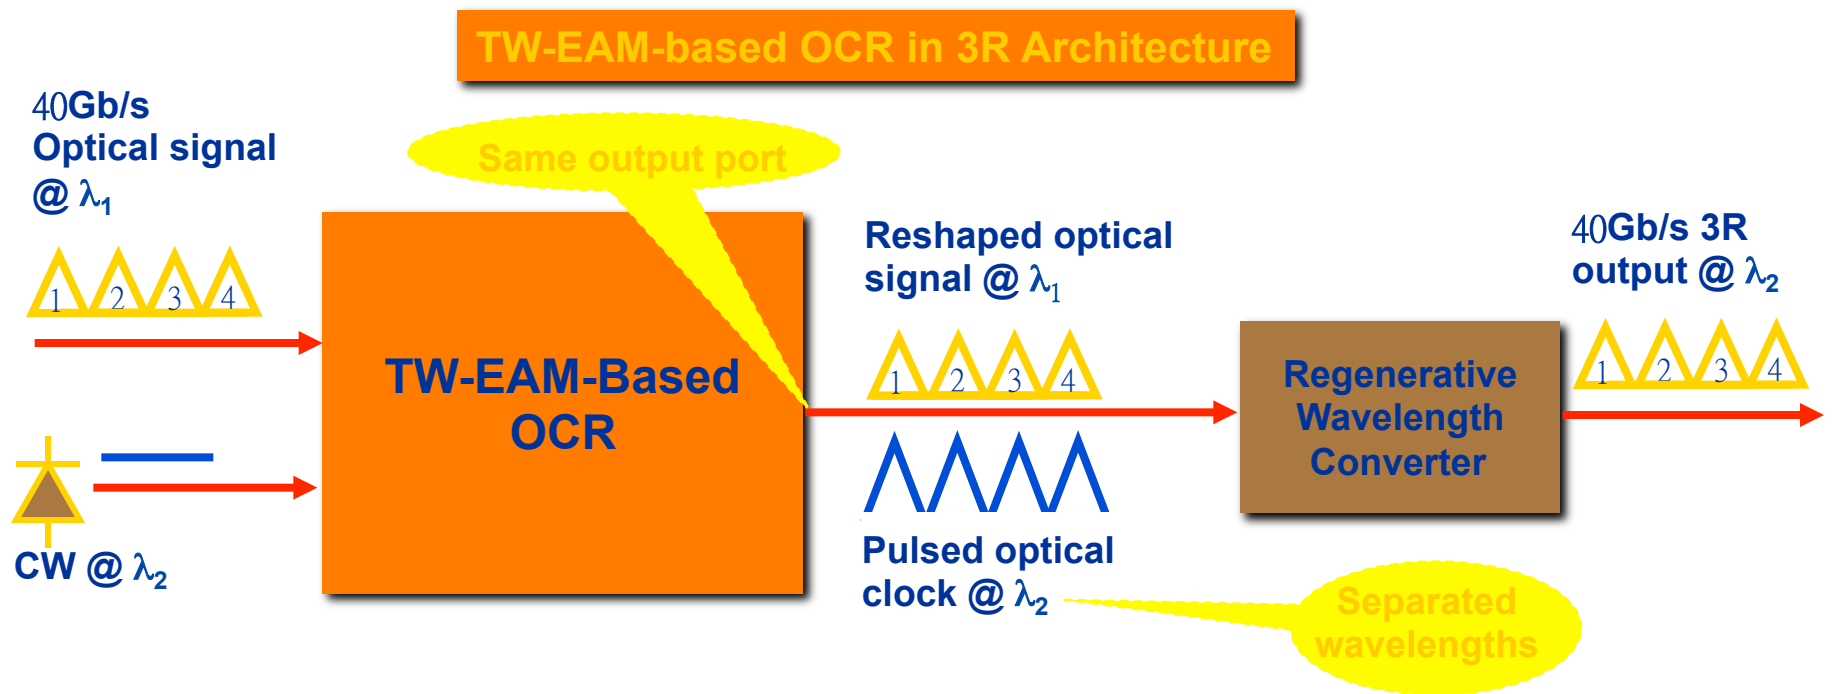 TW-EAM-based OCR in 3R Architecture
40Gb/s
Optical signal
@ λ1
Same output port
1 2 3 4
TW-EAM-Based
OCR
CW @ λ2
Reshaped optical
signal @ λ1
1 2 3 4
Pulsed optical
clock @ λ2
Separated
wavelengths
Regenerative
Wavelength
Converter
40Gb/s 3R
output @ λ2
1 2 3 4